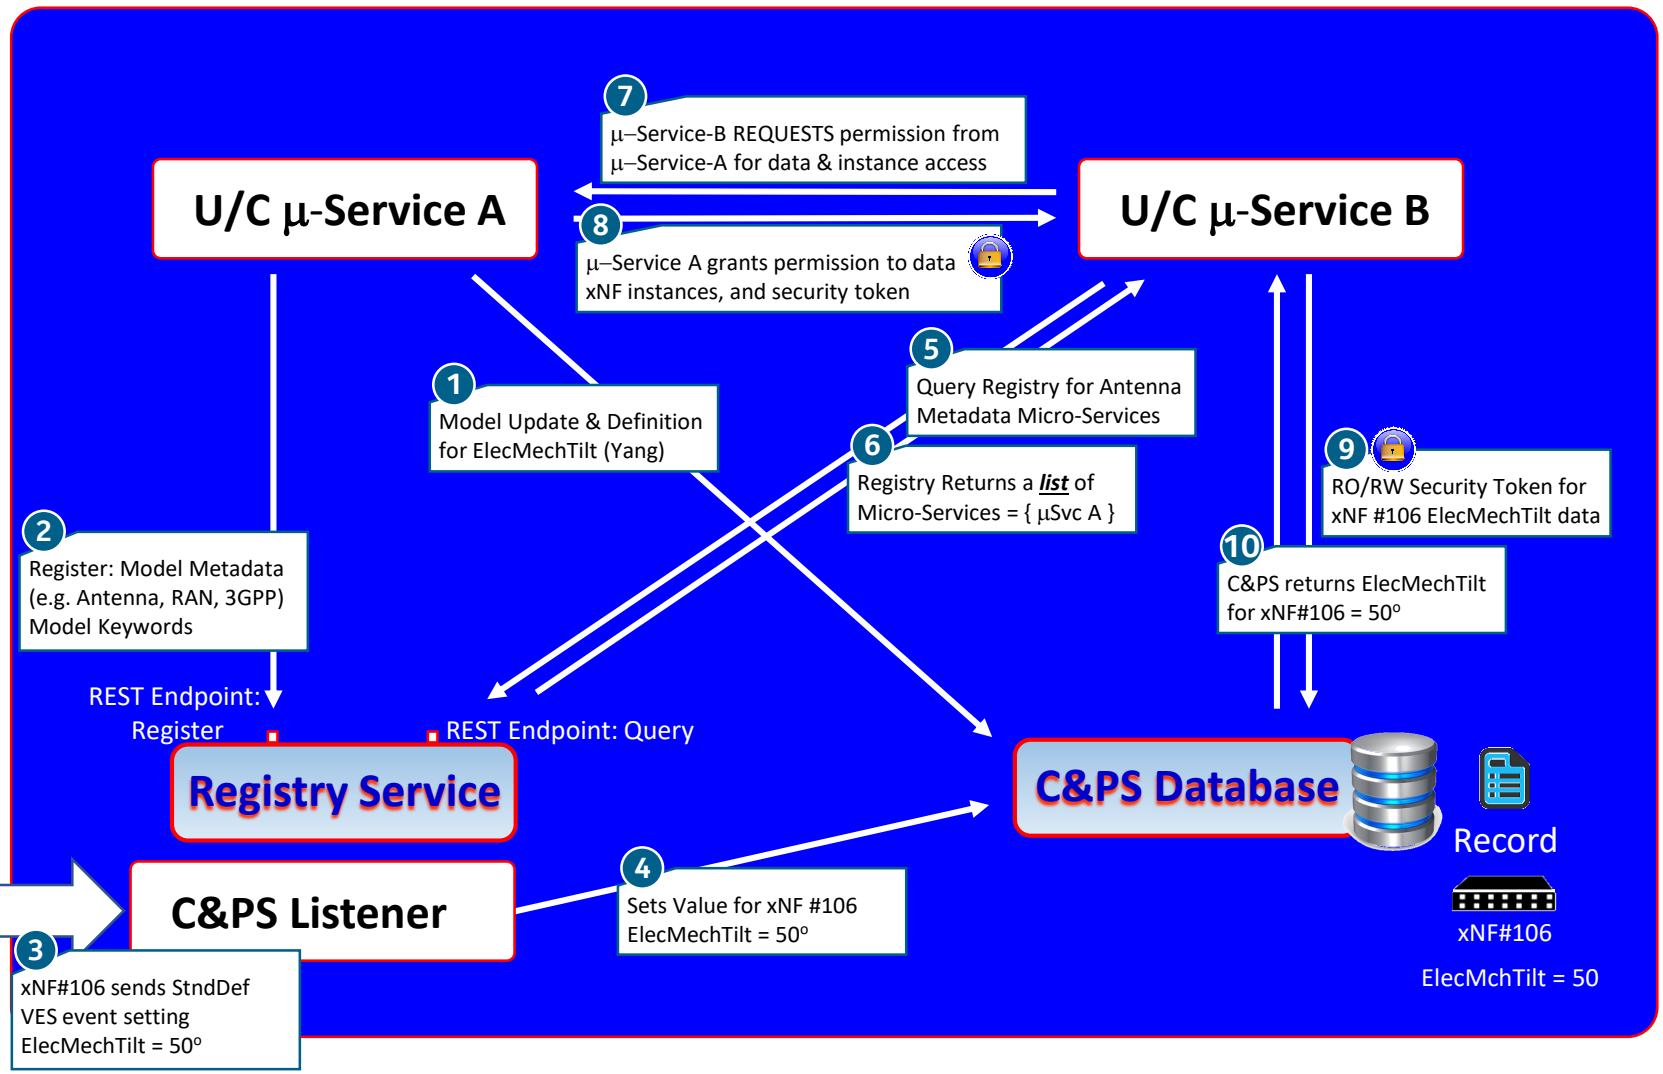 7
μ–Service-B REQUESTS permission from
μ–Service-A for data & instance access
U/C μ-Service A
U/C μ-Service B
8
μ–Service A grants permission to data
xNF instances, and security token
5
Query Registry for Antenna
Metadata Micro-Services
1
Model Update & Definition
for ElecMechTilt (Yang)
6
Registry Returns a list of
Micro-Services = { μSvc A }
9
RO/RW Security Token for
xNF #106 ElecMechTilt data
2
Register: Model Metadata
(e.g. Antenna, RAN, 3GPP)
Model Keywords
10
C&PS returns ElecMechTilt
for xNF#106 = 50º
REST Endpoint:
Register
REST Endpoint: Query
Registry Service
C&PS Database
Record
C&PS Listener
4
Sets Value for xNF #106
ElecMechTilt = 50º
xNF#106
ElecMchTilt = 50
3
xNF#106 sends StndDef
VES event setting
ElecMechTilt = 50º